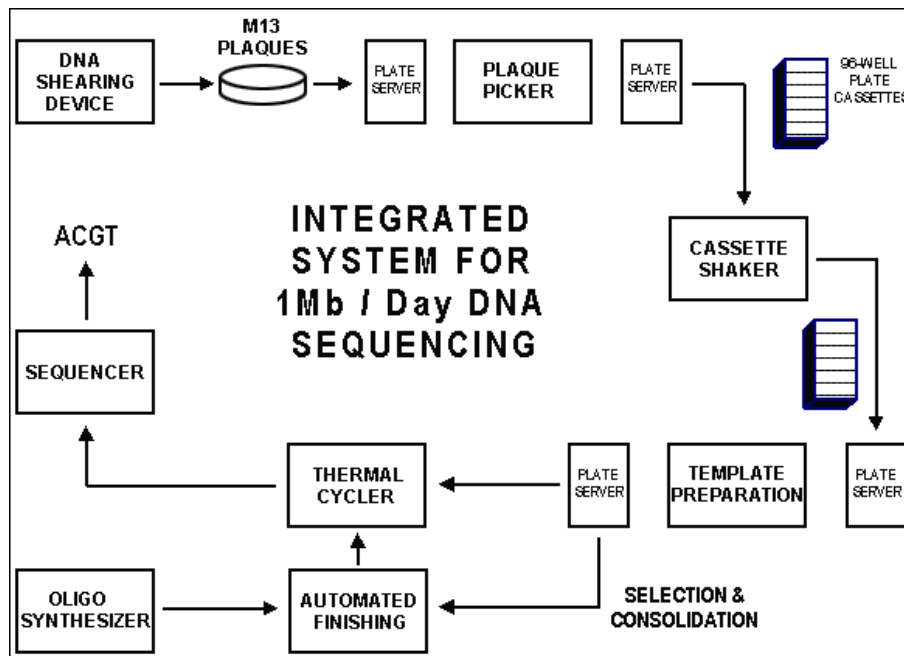 M13
PLAQUES
DNA
SHEARING
DEVICE
PLATE
SERVER
PLAQUE
PICKER
PLATE
SERVER
96-WELL
PLATE
CASSETTES
INTEGRATED
SYSTEM FOR
1Mb / Day DNA
SEQUENCING
ACGT
CASSETTE
SHAKER
SEQUENCER
THERMAL
CYCLER
PLATE
SERVER
TEMPLATE
PREPARATION
PLATE
SERVER
OLIGO
SYNTHESIZER
AUTOMATED
FINISHING
SELECTION &
CONSOLIDATION